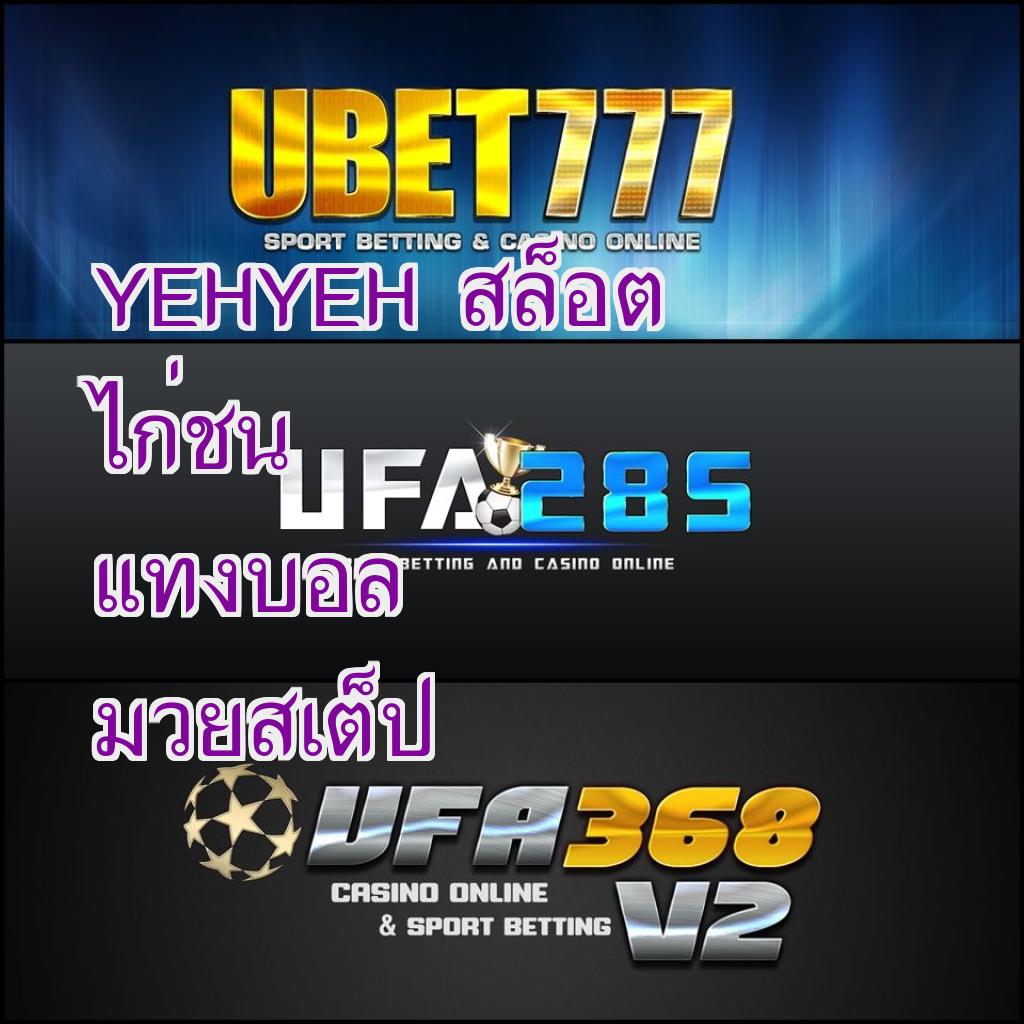 UBET777
SPORT BETTING & CASINO ONLINE
YEHYEH สล็อต
ไก่ชน
UFA285
BETTING AND CASINO ONLINE
แทงบอล
มวยสเต็ป
UFA368
CASINO ONLINE
& SPORT BETTING
V2